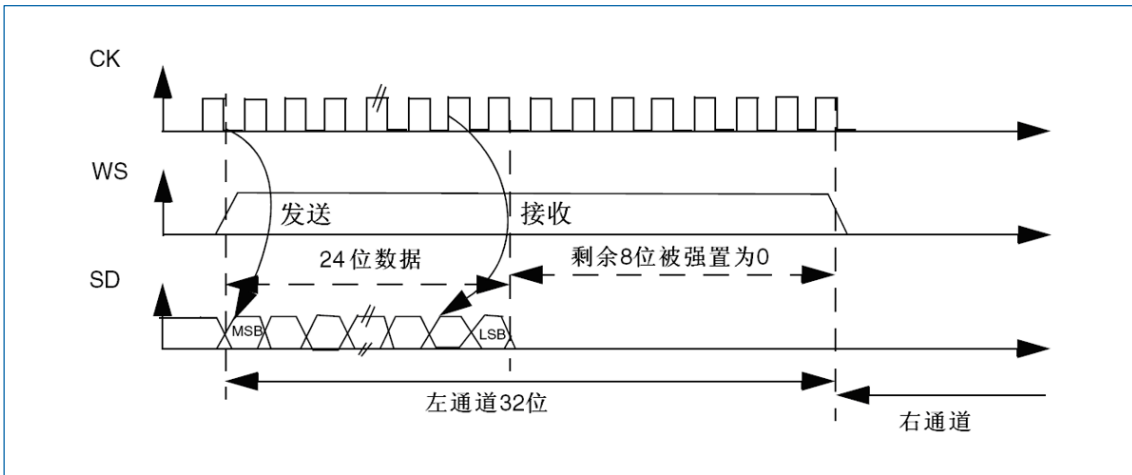 CK
WS
发送
接收
24位数据
剩余8位被强置为0
SD
MSB
LSB
左通道32位
右通道